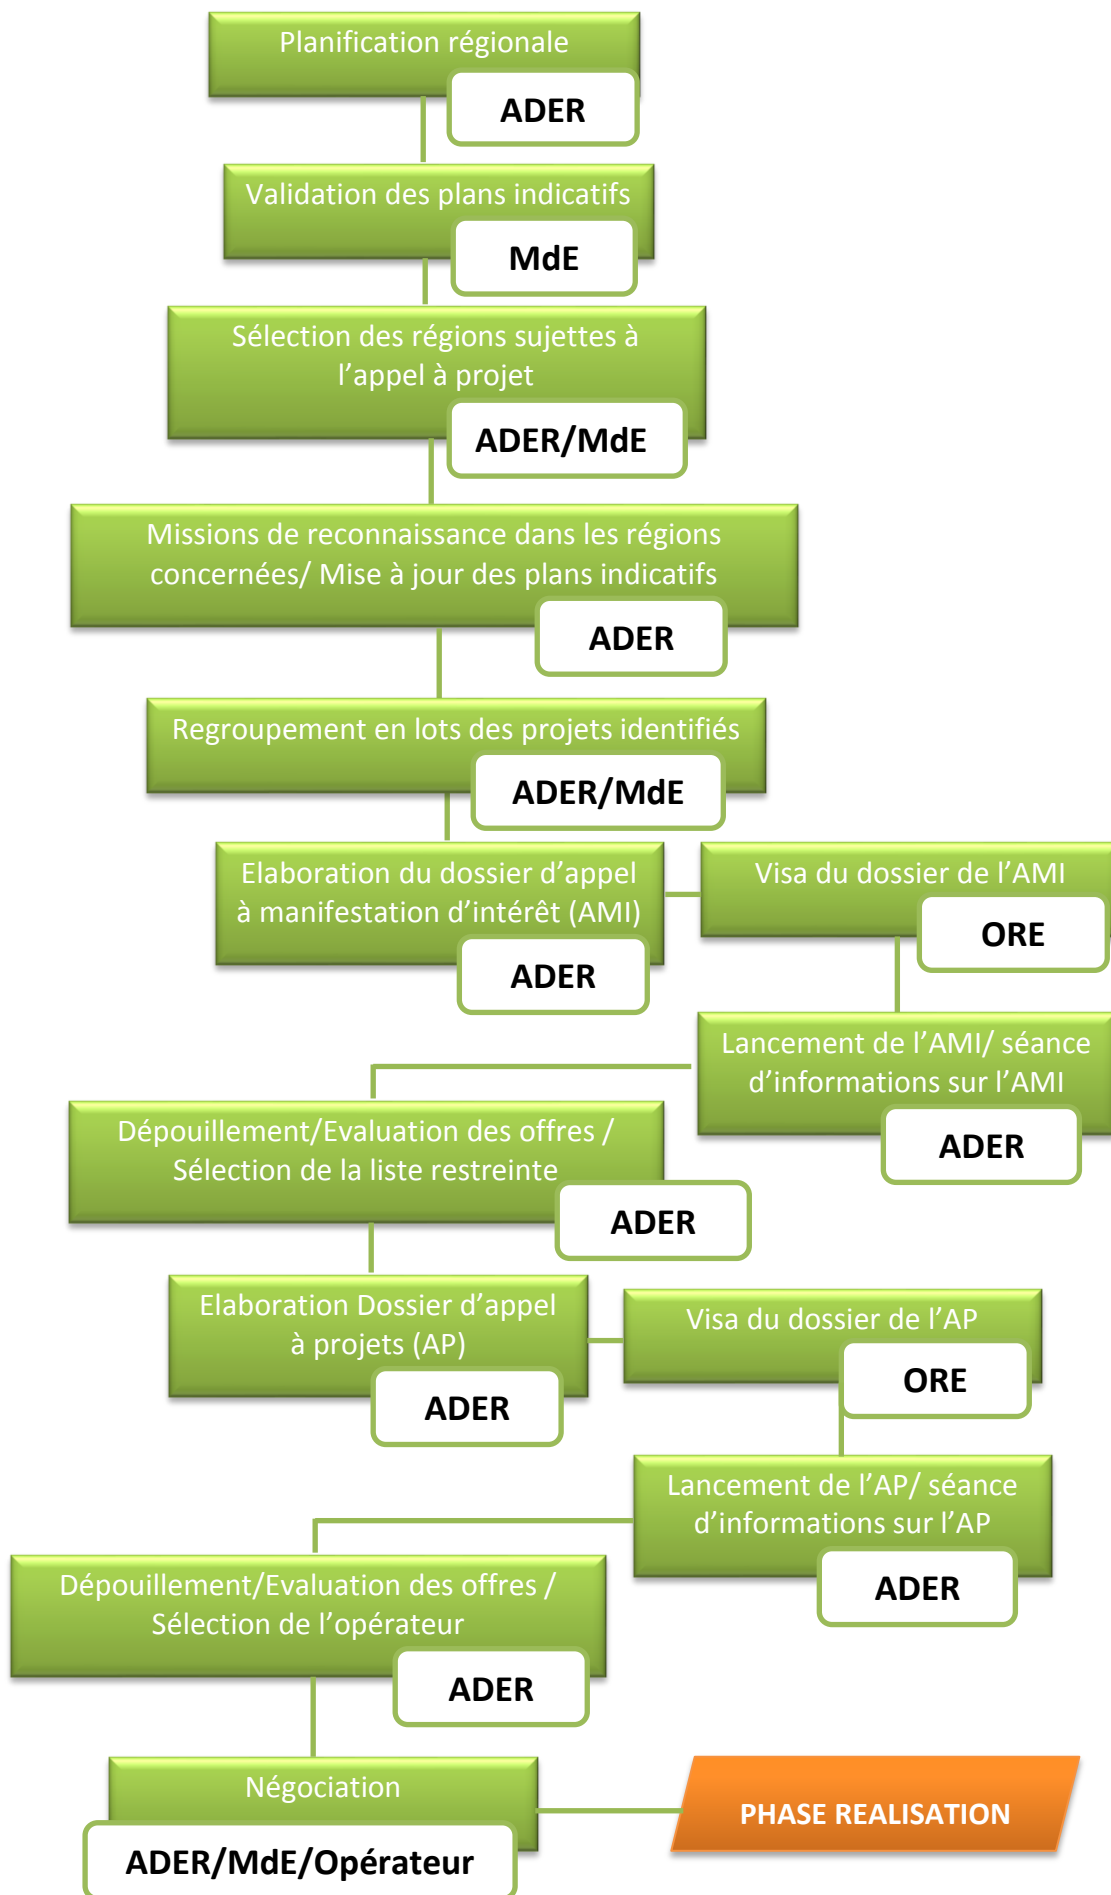 Planification régionale
ADER
Validation des plans indicatifs
MdE
Sélection des régions sujettes à
l’appel à projet
ADER/MdE
Missions de reconnaissance dans les régions
concernées/ Mise à jour des plans indicatifs
ADER
Regroupement en lots des projets identifiés
ADER/MdE
Elaboration du dossier d’appel
à manifestation d’intérêt (AMI)
ADER
Visa du dossier de l’AMI
ORE
Lancement de l’AMI/ séance
d’informations sur l’AMI
ADER
Dépouillement/Evaluation des offres /
Sélection de la liste restreinte
ADER
Elaboration Dossier d’appel
à projets (AP)
ADER
Visa du dossier de l’AP
ORE
Lancement de l’AP/ séance
d’informations sur l’AP
ADER
Dépouillement/Evaluation des offres /
Sélection de l’opérateur
ADER
Négociation
ADER/MdE/Opérateur
PHASE REALISATION